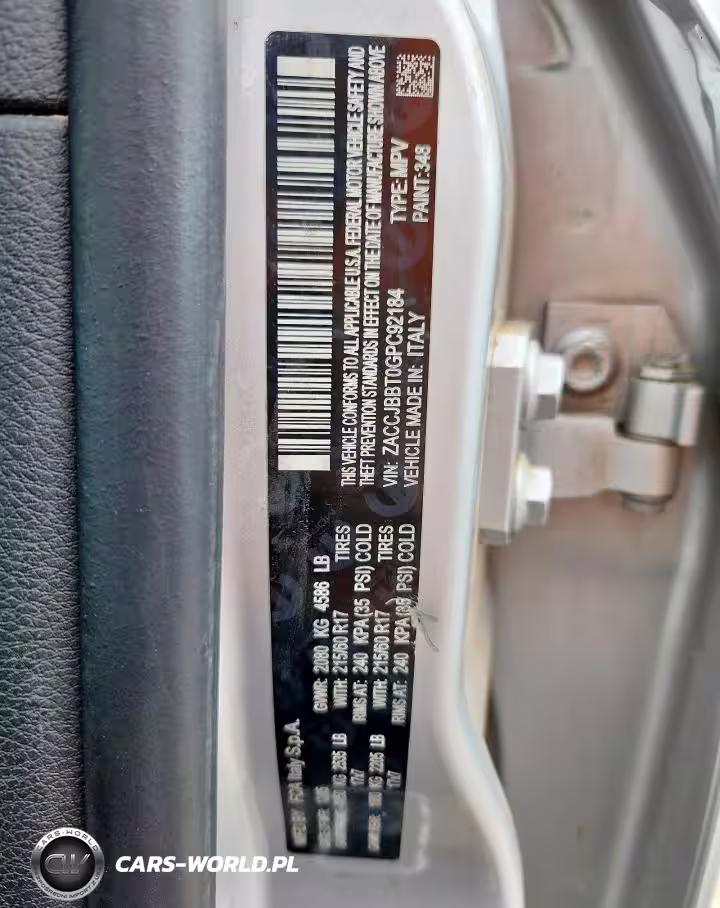 FCA Italy S.p.A.
GVWR: 2080 KG 4586 LB
WITH: 215/60 R17 TIRES
RIMS AT: 240 KPA(35 PSI) COLD
WITH: 215/60 R17 TIRES
RIMS AT: 240 KPA(35 PSI) COLD
THIS VEHICLE CONFORMS TO ALL APPLICABLE U.S.A. FEDERAL MOTOR VEHICLE SAFETY AND
THEFT PREVENTION STANDARDS IN EFFECT ON THE DATE OF MANUFACTURE SHOWN ABOVE
VIN: ZACCJBBT0GPC92184 TYPE: MPV
VEHICLE MADE IN: ITALY PAINT: 348
CARS-WORLD.PL